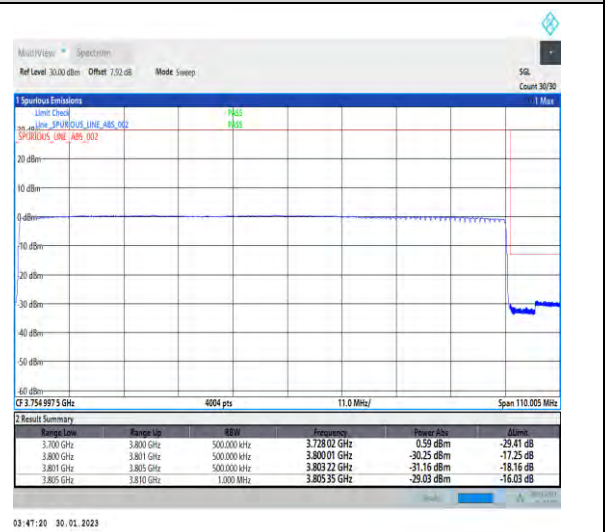 MultiView Spectrum
Ref Level 30.00 dBm Offset 7.92 dB Mode Sweep SGL
Count 30/30
1 Spurious Emissions 1 Max
Limit Check PASS
Line _SPURIOUS_LINE_ABS_002 PASS
_SPURIOUS_LINE_ABS_002
20 dBm
10 dBm
0 dBm
-10 dBm
-20 dBm
-30 dBm
-40 dBm
-50 dBm
-60 dBm
CF 3.754 997 5 GHz 4004 pts 11.0 MHz/ Span 110.005 MHz
2 Result Summary
Range Low Range Up RBW Frequency Power Abs ΔLimit
3.700 GHz 3.800 GHz 500.000 kHz 3.728 02 GHz 0.59 dBm -29.41 dB
3.800 GHz 3.801 GHz 500.000 kHz 3.800 01 GHz -30.25 dBm -17.25 dB
3.801 GHz 3.805 GHz 500.000 kHz 3.803 22 GHz -31.16 dBm -18.16 dB
3.805 GHz 3.810 GHz 1.000 MHz 3.805 35 GHz -29.03 dBm -16.03 dB
03:47:20 30.01.2023